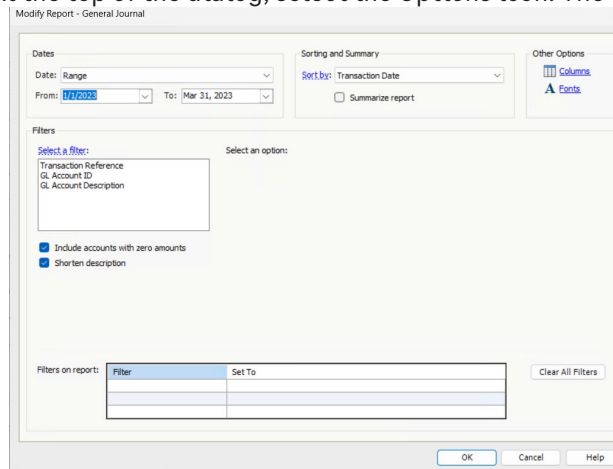 at the top of the dialog, select the Options icon. The
Modify Report - General Journal
Dates
Date: Range
From: 1/1/2023 To: Mar 31, 2023
Sorting and Summary
Sort by: Transaction Date
Summarize report
Other Options
Columns
A Fonts
Filters
Select a filter:
Transaction Reference
GL Account ID
GL Account Description
Select an option:
Include accounts with zero amounts
Shorten description
Filters on report:
Filter Set To
Clear All Filters
OK Cancel Help